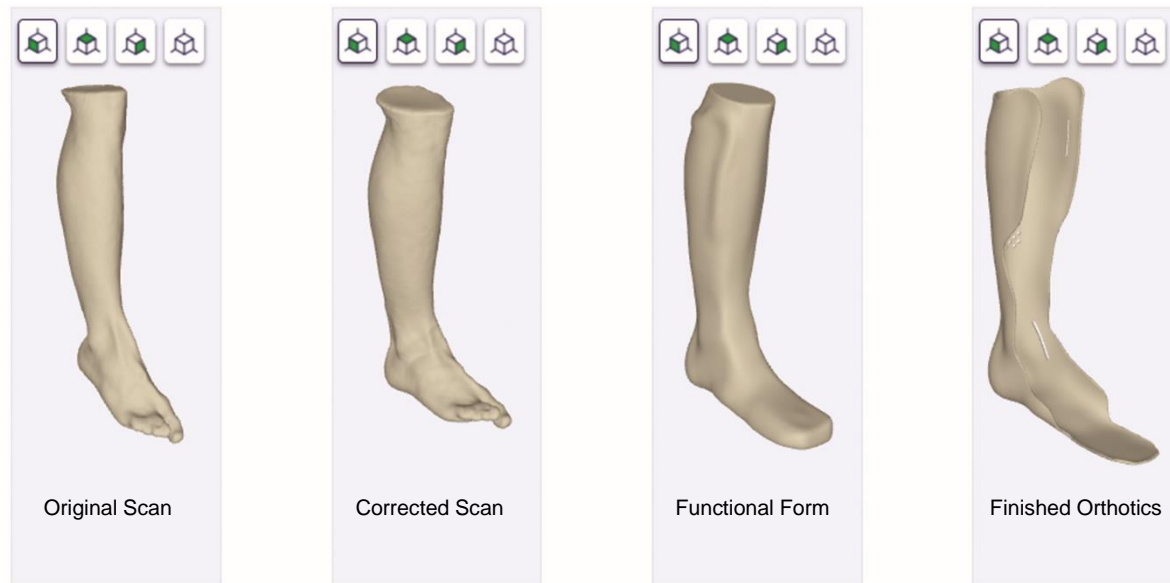 Original Scan
Corrected Scan
Functional Form
Finished Orthotics